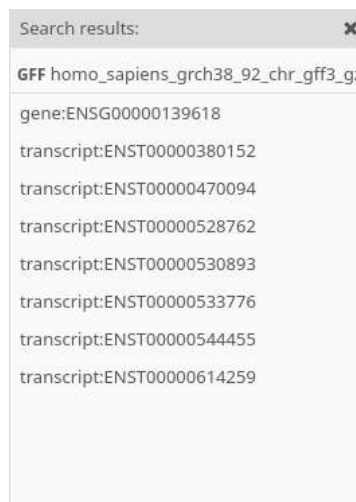 Search results: ✖
GFF homo_sapiens_grch38_92_chr_gff3_gz
gene:ENSG00000139618
transcript:ENST00000380152
transcript:ENST00000470094
transcript:ENST00000528762
transcript:ENST00000530893
transcript:ENST00000533776
transcript:ENST00000544455
transcript:ENST00000614259